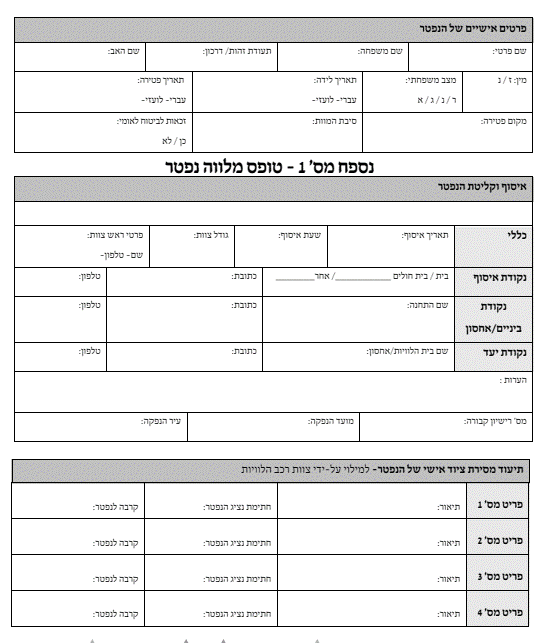 פרטים אישיים של הנפטר
שם פרטי: שם משפחה: תעודת זהות/ דרכון: שם האב:
מין: ז / נ מצב משפחתי: תאריך לידה: תאריך פטירה:
ר / נ / ג / א עברי- לועזי- עברי- לועזי-
מקום פטירה: סיבת המוות: זכאות לביטוח לאומי:
כן / לא
נספח מס' 1 - טופס מלווה נפטר
איסוף וקליטת הנפטר
כללי תאריך איסוף: שעת איסוף: גודל צוות: פרטי ראש צוות:
שם- טלפון-
נקודת איסוף בית / בית חולים ___________/ אחר________ כתובת: טלפון:
נקודת שם התחנה: כתובת: טלפון:
ביניים/אחסון
נקודת יעד שם בית הלוויות/אחסון: כתובת: טלפון:
הערות :
מס' רישיון קבורה: מועד הנפקה: עיר הנפקה:
תיעוד מסירת ציוד אישי של הנפטר- למילוי על-ידי צוות רכב הלוויות
פריט מס' 1 תיאור: חתימת נציג הנפטר: קרבה לנפטר:
פריט מס' 2 תיאור: חתימת נציג הנפטר: קרבה לנפטר:
פריט מס' 3 תיאור: חתימת נציג הנפטר: קרבה לנפטר:
פריט מס' 4 תיאור: חתימת נציג הנפטר: קרבה לנפטר: